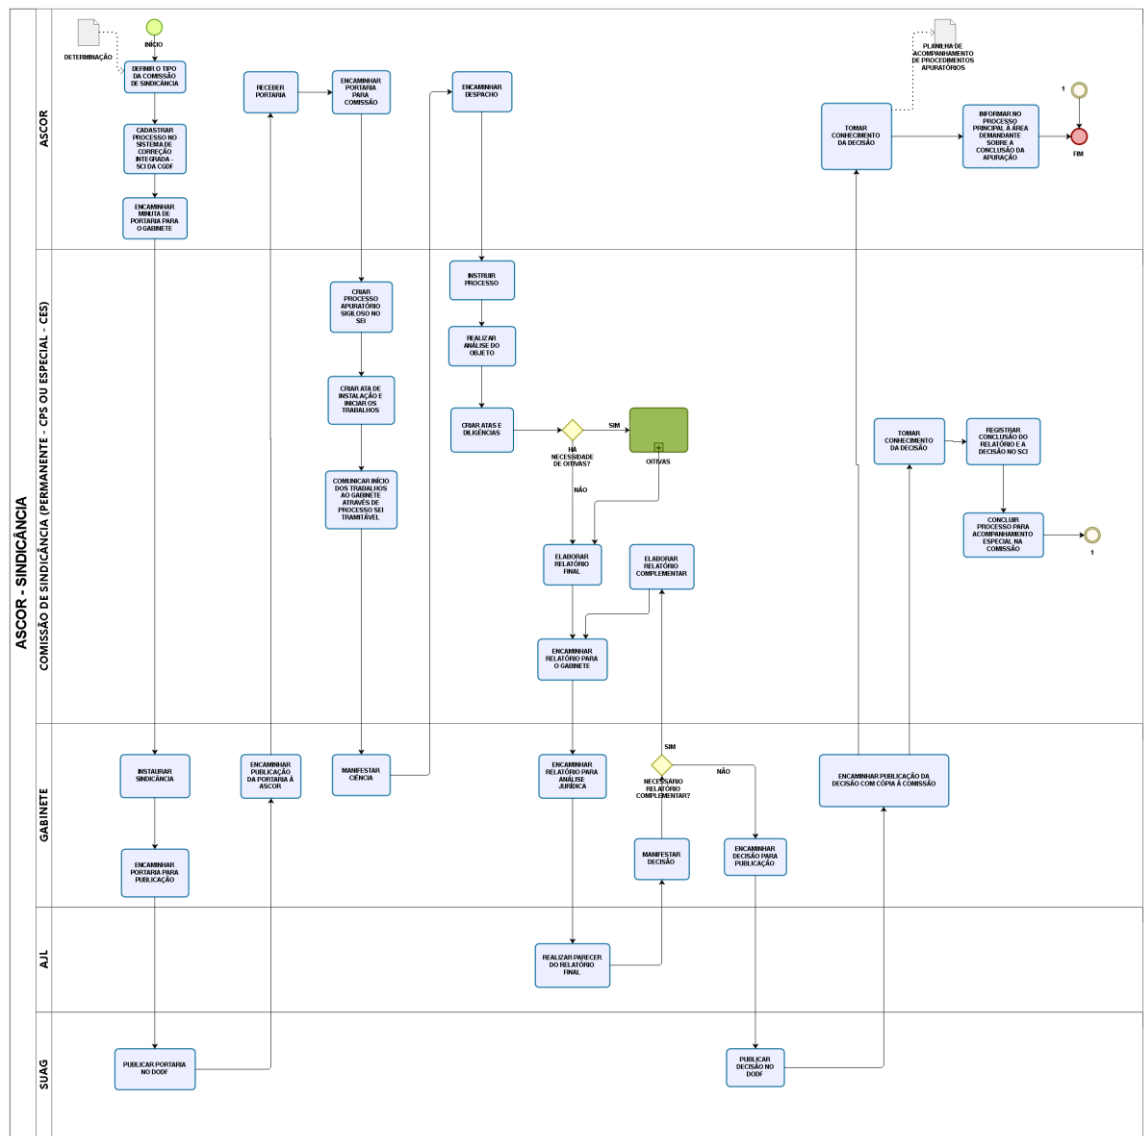 ASCOR - SINDICÂNCIA
ASCOR
DETERMINAÇÃO
INÍCIO
DEFINIR O TIPO
DA COMISSÃO
DE SINDICÂNCIA
CADASTRAR
PROCESSO NO
SISTEMA DE
CORREÇÃO
INTEGRADA -
SCI DA CGDF
ENCAMINHAR
MINUTA DE
PORTARIA PARA
O GABINETE
RECEBER
PORTARIA
ENCAMINHAR
PORTARIA
PARA
COMISSÃO
ENCAMINHAR
DESPACHO
TOMAR
CONHECIMENTO
DA DECISÃO
PLANILHA DE
ACOMPANHAMENTO
DE PROCEDIMENTOS
APURATÓRIOS
INFORMAR NO
PROCESSO
PRINCIPAL À ÁREA
DEMANDANTE
SOBRE A
CONCLUSÃO DA
APURAÇÃO
1
FIM
COMISSÃO DE SINDICÂNCIA (PERMANENTE - CPS OU ESPECIAL - CES)
CRIAR
PROCESSO
APURATÓRIO
SIGILOSO NO
SEI
CRIAR ATA DE
INSTALAÇÃO E
INICIAR OS
TRABALHOS
COMUNICAR INÍCIO
DOS TRABALHOS
AO GABINETE
ATRAVÉS DE
PROCESSO SEI
TRAMITÁVEL
INSTRUIR
PROCESSO
REALIZAR
ANÁLISE DO
OBJETO
CRIAR ATAS E
DILIGÊNCIAS
HÁ
NECESSIDADE
DE OITIVAS?
SIM
NÃO
OITIVAS
ELABORAR
RELATÓRIO
FINAL
ELABORAR
RELATÓRIO
COMPLEMENTAR
ENCAMINHAR
RELATÓRIO PARA
O GABINETE
TOMAR
CONHECIMENTO
DA DECISÃO
REGISTRAR
CONCLUSÃO DO
RELATÓRIO E A
DECISÃO NO SCI
CONCLUIR
PROCESSO PARA
ACOMPANHAMENTO
ESPECIAL NA
COMISSÃO
1
GABINETE
INSTAURAR
SINDICÂNCIA
ENCAMINHAR
PORTARIA PARA
PUBLICAÇÃO
ENCAMINHAR
PUBLICAÇÃO
DA PORTARIA À
ASCOR
MANIFESTAR
CIÊNCIA
ENCAMINHAR
RELATÓRIO PARA
ANÁLISE
JURÍDICA
SIM
NÃO
NECESSÁRIO
RELATÓRIO
COMPLEMENTAR?
MANIFESTAR
DECISÃO
ENCAMINHAR
DECISÃO PARA
PUBLICAÇÃO
ENCAMINHAR PUBLICAÇÃO DA
DECISÃO COM CÓPIA À COMISSÃO
AJL
REALIZAR PARECER
DO RELATÓRIO
FINAL
SUAG
PUBLICAR PORTARIA
NO DODF
PUBLICAR
DECISÃO NO
DODF